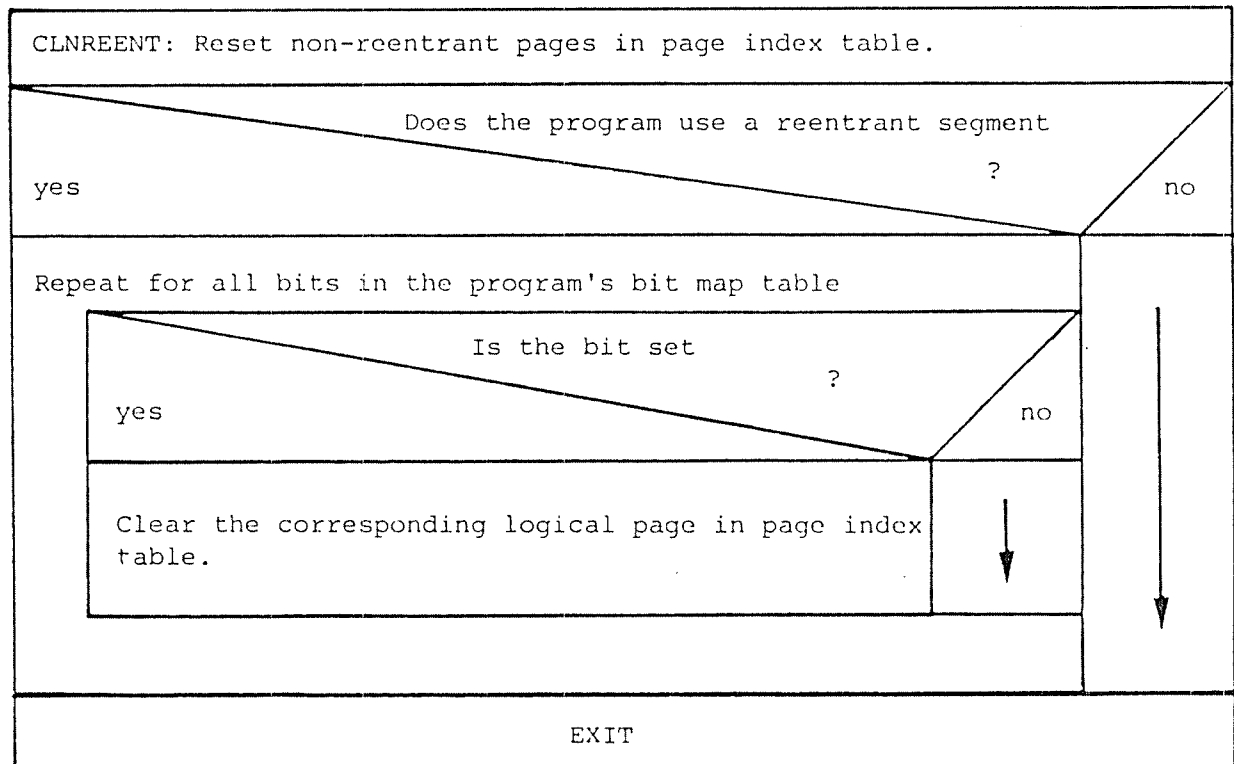 CLNREENT: Reset non-reentrant pages in page index table.
Does the program use a reentrant segment
?
yes
no
Repeat for all bits in the program's bit map table
Is the bit set
?
yes
no
Clear the corresponding logical page in page index
table.
EXIT